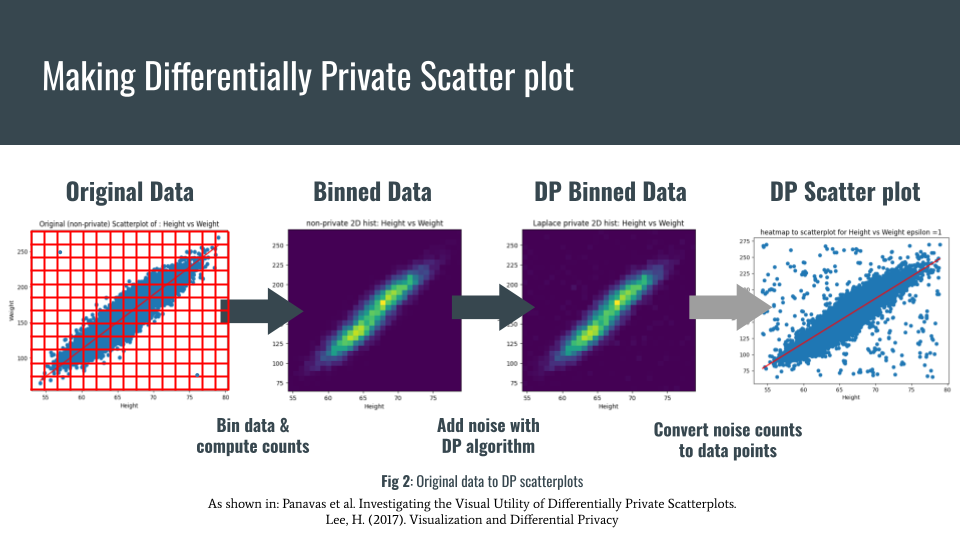 Making Differentially Private Scatter plot
Original Data
Binned Data
DP Binned Data
DP Scatter plot
Original (non-private) Scatterplot of : Height vs Weight
250
200
150
100
Weight
55
60
65
70
75
80
Height
non-private 2D hist: Height vs Weight
250
225
200
175
150
125
100
75
55
60
65
70
75
Height
Laplace private 2D hist: Height vs Weight
250
225
200
175
150
125
100
75
55
60
65
70
75
Height
heatmap to scatterplot for Height vs Weight epsilon =1
275
250
225
200
125
100
75
55
60
65
70
75
80
Height
Bin data &
compute counts
Add noise with
DP algorithm
Convert noise counts
to data points
Fig 2: Original data to DP scatterplots
As shown in: Panavas et al. Investigating the Visual Utility of Differentially Private Scatterplots.
Lee, H. (2017). Visualization and Differential Privacy